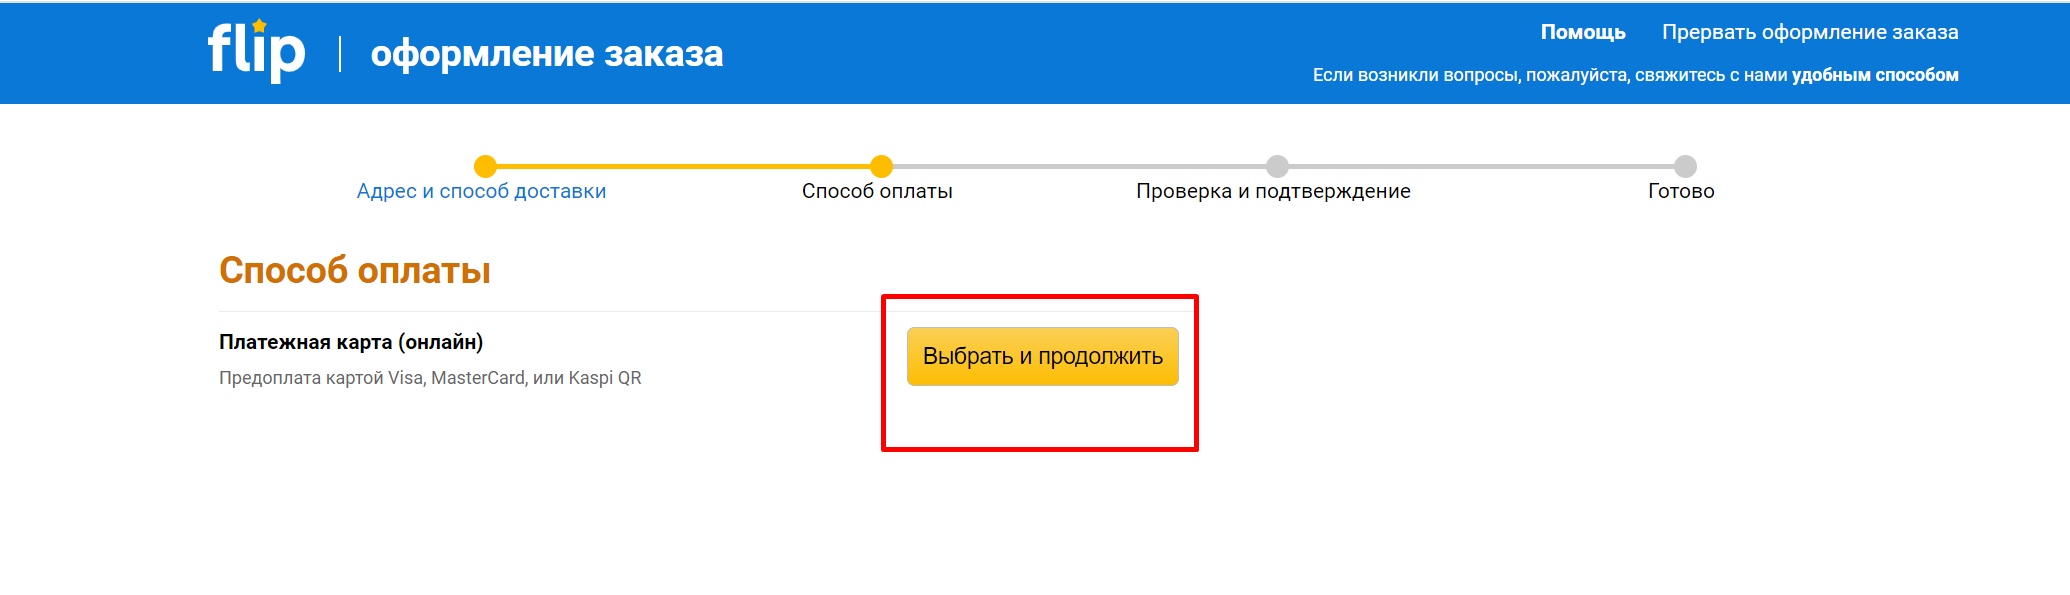 flip
оформление заказа
Помощь
Прервать оформление заказа
Если возникли вопросы, пожалуйста, свяжитесь с нами удобным способом
Адрес и способ доставки
Способ оплаты
Проверка и подтверждение
Готово
Способ оплаты
Платежная карта (онлайн)
Предоплата картой Visa, MasterCard, или Kaspi QR
Выбрать и продолжить